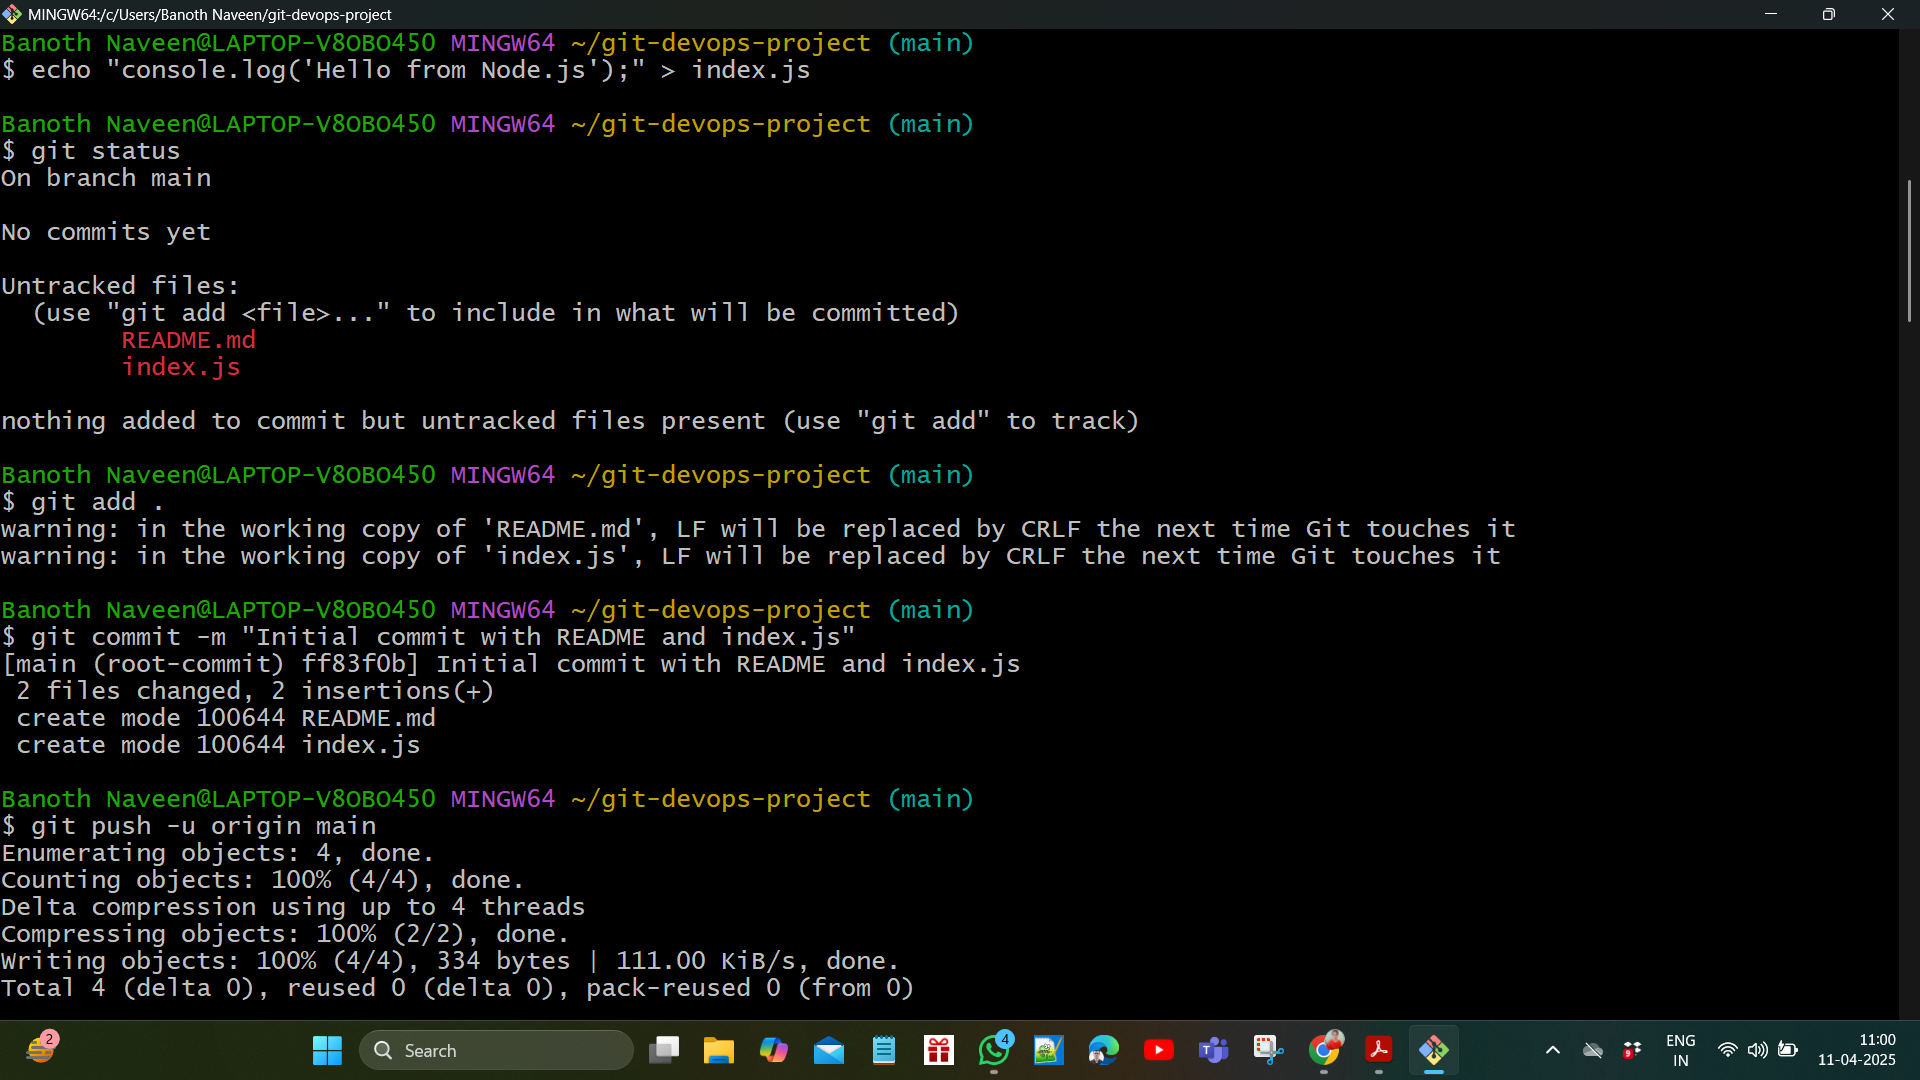 MINGW64:/c/Users/Banoth Naveen/git-devops-project
Banoth Naveen@LAPTOP-V8OBO450 MINGW64 ~/git-devops-project (main)
$ echo "console.log('Hello from Node.js');" > index.js
Banoth Naveen@LAPTOP-V8OBO450 MINGW64 ~/git-devops-project (main)
$ git status
On branch main
No commits yet
Untracked files:
  (use "git add <file>..." to include in what will be committed)
        README.md
        index.js
nothing added to commit but untracked files present (use "git add" to track)
Banoth Naveen@LAPTOP-V8OBO450 MINGW64 ~/git-devops-project (main)
$ git add .
warning: in the working copy of 'README.md', LF will be replaced by CRLF the next time Git touches it
warning: in the working copy of 'index.js', LF will be replaced by CRLF the next time Git touches it
Banoth Naveen@LAPTOP-V8OBO450 MINGW64 ~/git-devops-project (main)
$ git commit -m "Initial commit with README and index.js"
[main (root-commit) ff83f0b] Initial commit with README and index.js
 2 files changed, 2 insertions(+)
 create mode 100644 README.md
 create mode 100644 index.js
Banoth Naveen@LAPTOP-V8OBO450 MINGW64 ~/git-devops-project (main)
$ git push -u origin main
Enumerating objects: 4, done.
Counting objects: 100% (4/4), done.
Delta compression using up to 4 threads
Compressing objects: 100% (2/2), done.
Writing objects: 100% (4/4), 334 bytes | 111.00 KiB/s, done.
Total 4 (delta 0), reused 0 (delta 0), pack-reused 0 (from 0)
2
Search
4
9
ENG
IN
11:00
11-04-2025